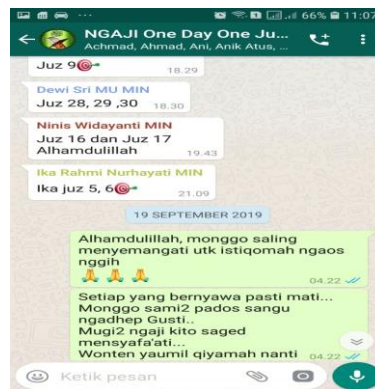 66% 11:07
NGAJI One Day One Ju...
Achmad, Ahmad, Ani, Anik Atus, ...
Juz 9🎯
18.29
Dewi Sri MU MIN
Juz 28, 29 ,30 18.30
Ninis Widayanti MIN
Juz 16 dan Juz 17
Alhamdulillah 19.43
Ika Rahmi Nurhayati MIN
Ika juz 5, 6🎯
21.09
19 SEPTEMBER 2019
Alhamdulillah, monggo saling
menyemangati utk istiqomah ngaos
nggih
🙏 🙏 🙏
04.22
Setiap yang bernyawa pasti mati...
Monggo sami2 pados sangu
ngadhep Gusti..
Mugi2 ngaji kito saged
mensyafa'ati...
Wonten yaumil qiyamah nanti 04.22
Ketik pesan